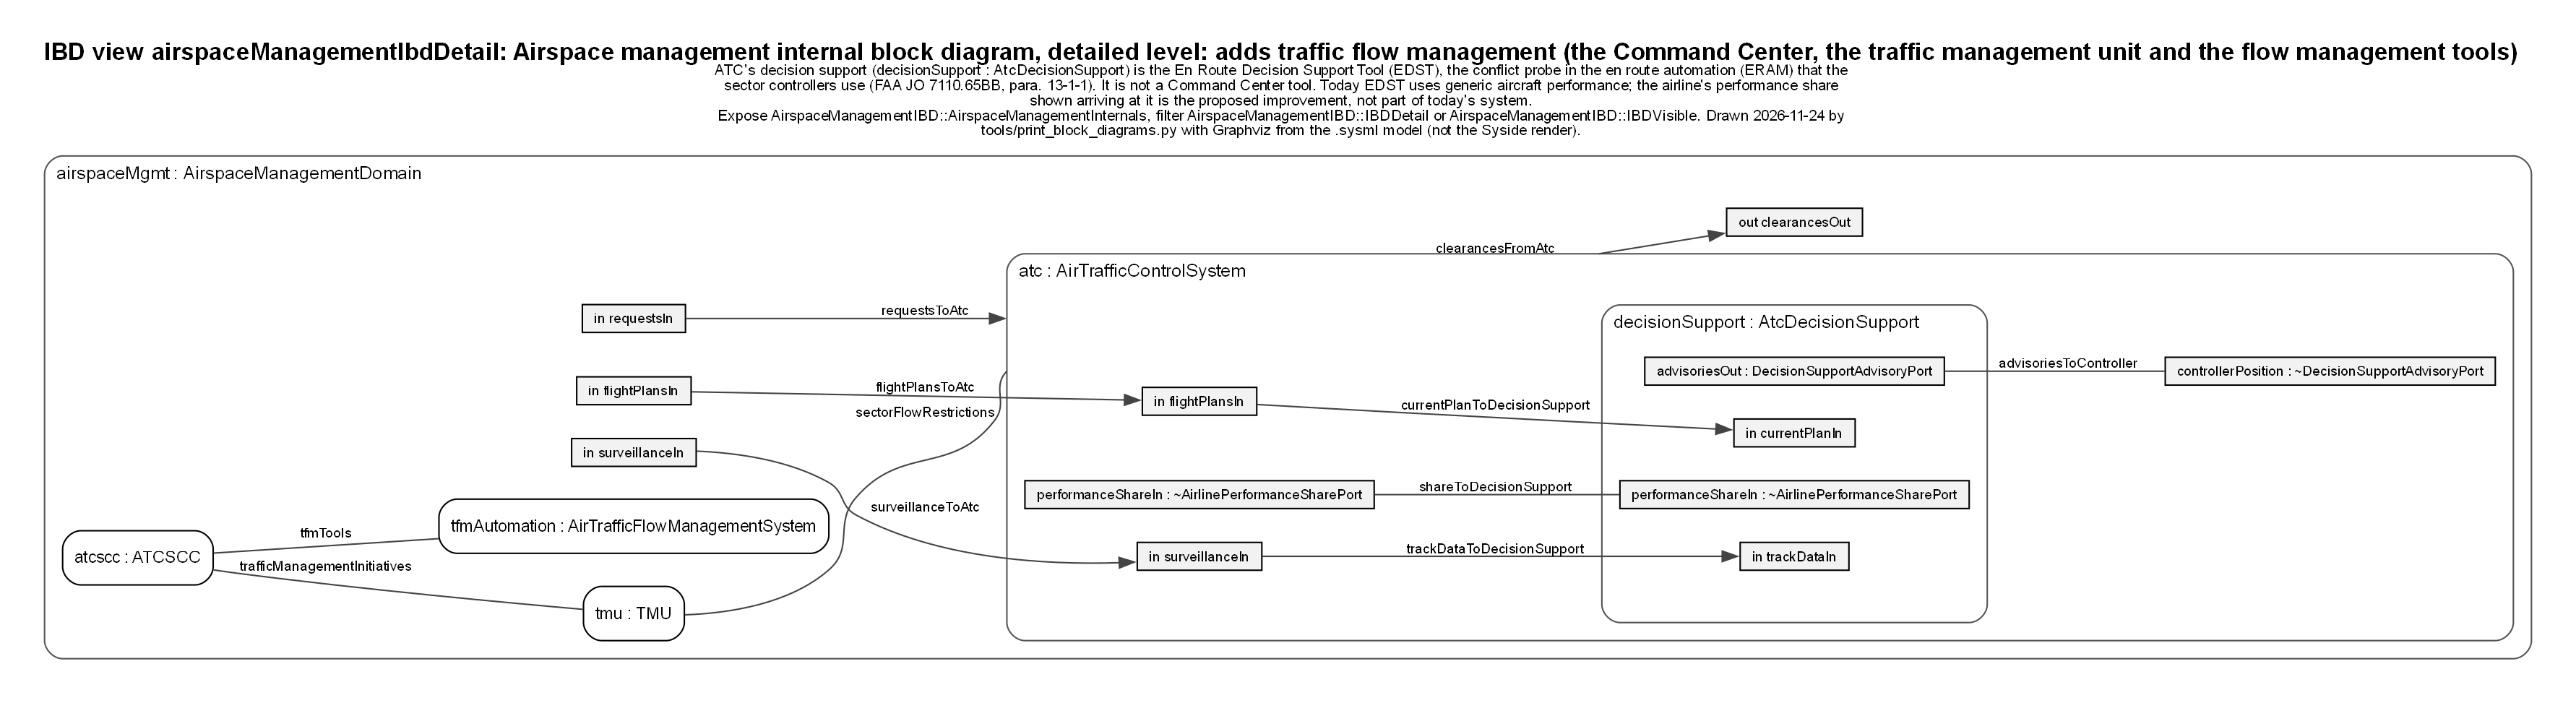 IBD view airspaceManagementIbdDetail: Airspace management internal block diagram, detailed level: adds traffic flow management (the Command Center, the traffic management unit and the flow management tools)
ATC's decision support (decisionSupport : AtcDecisionSupport) is the En Route Decision Support Tool (EDST), the conflict probe in the en route automation (ERAM) that the
sector controllers use (FAA JO 7110.65BB, para. 13-1-1). It is not a Command Center tool. Today EDST uses generic aircraft performance; the airline's performance share
shown arriving at it is the proposed improvement, not part of today's system.
Expose AirspaceManagementIBD::AirspaceManagementInternals, filter AirspaceManagementIBD::IBDDetail or AirspaceManagementIBD::IBDVisible. Drawn 2026-11-24 by
tools/print_block_diagrams.py with Graphviz from the .sysml model (not the Syside render).
airspaceMgmt : AirspaceManagementDomain
out clearancesOut
clearancesFromAtc
atc : AirTrafficControlSystem
in requestsIn
requestsToAtc
decisionSupport : AtcDecisionSupport
advisoriesOut : DecisionSupportAdvisoryPort
advisoriesToController
controllerPosition : ~DecisionSupportAdvisoryPort
in flightPlansIn
flightPlansToAtc
in flightPlansIn
currentPlanToDecisionSupport
in currentPlanIn
sectorFlowRestrictions
in surveillanceIn
surveillanceToAtc
performanceShareIn : ~AirlinePerformanceSharePort
shareToDecisionSupport
performanceShareIn : ~AirlinePerformanceSharePort
tfmAutomation : AirTrafficFlowManagementSystem
tfmTools
atcscc : ATCSCC
trafficManagementInitiatives
in surveillanceIn
trackDataToDecisionSupport
in trackDataIn
tmu : TMU